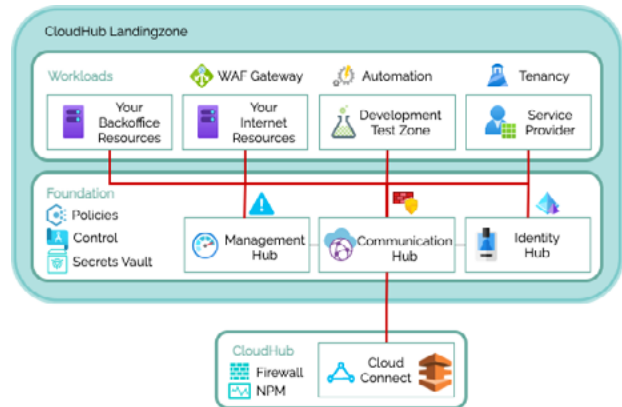 CloudHub Landingzone
Workloads
WAF Gateway
Automation
Tenancy
Your
Backoffice
Resources
Your
Internet
Resources
Development
Test Zone
Service
Provider
Foundation
Policies
Control
Secrets Vault
Management
Hub
Communication
Hub
Identity
Hub
CloudHub
Firewall
NPM
Cloud
Connect